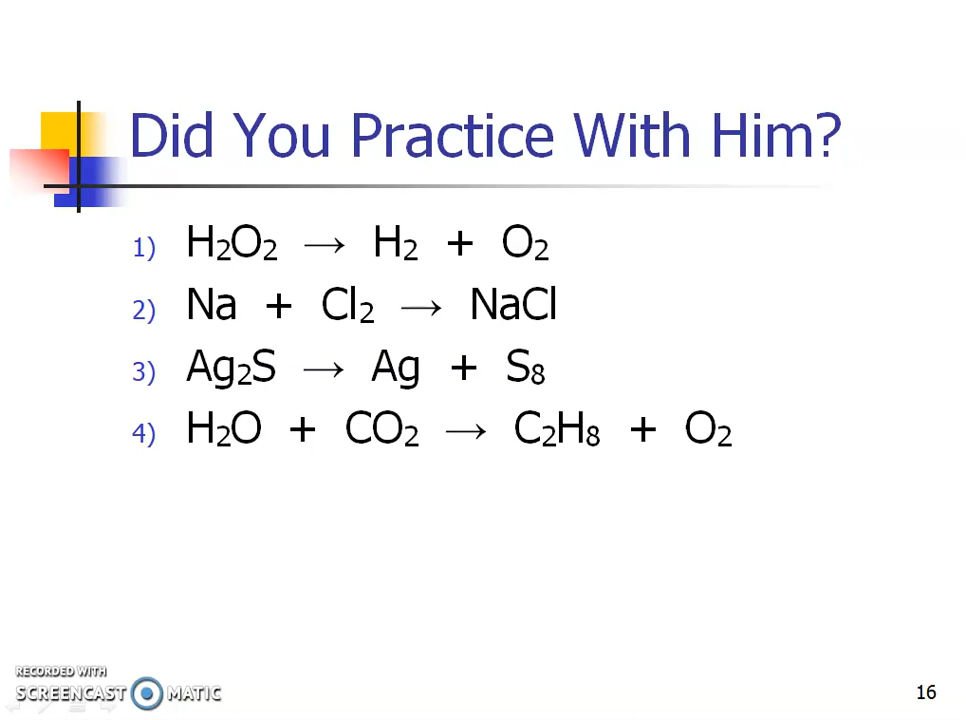 Did You Practice With Him?
1) H₂O₂ → H₂ + O₂
2) Na + Cl₂ → NaCl
3) Ag₂S → Ag + S₈
4) H₂O + CO₂ → C₂H₈ + O₂
RECORDED WITH
SCREENCAST MATIC
16